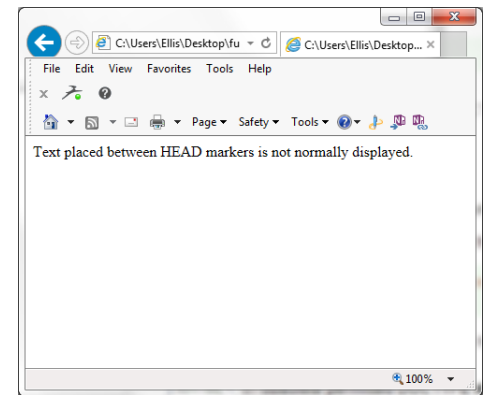 C:\Users\Ellis\Desktop\fu
C:\Users\Ellis\Desktop...
File Edit View Favorites Tools Help
Page Safety Tools
Text placed between HEAD markers is not normally displayed.
100%